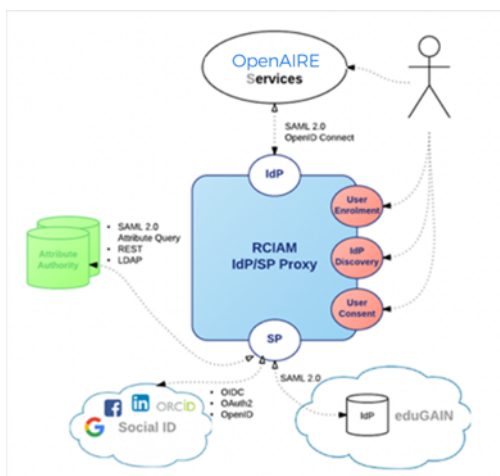 OpenAIRE
Services
SAML 2.0
OpenID Connect
IdP
User
Enrolment
• SAML 2.0
Attribute Query
• REST
• LDAP
RCIAM
IdP/SP Proxy
IdP
Discovery
Attribute
Authority
User
Consent
SP
• OIDC
• OAuth2
• OpenID
SAML 2.0
f
in
ORCiD
G
Social ID
IdP
eduGAIN